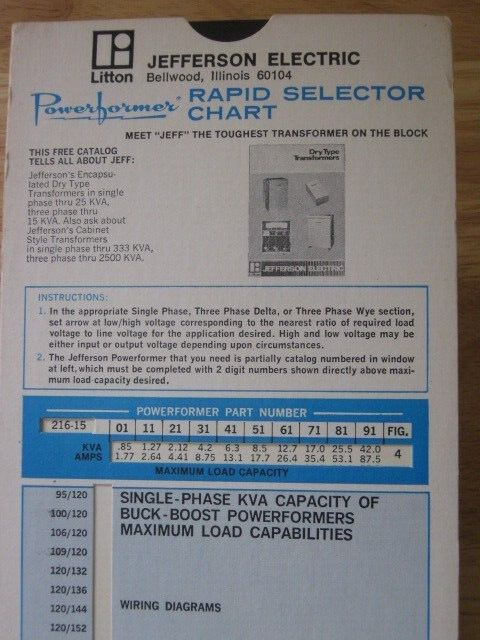 Litton
JEFFERSON ELECTRIC
Bellwood, Illinois 60104
Powerformer RAPID SELECTOR CHART
MEET "JEFF" THE TOUGHEST TRANSFORMER ON THE BLOCK
THIS FREE CATALOG
TELLS ALL ABOUT JEFF:
Jefferson's Encapsu-
lated Dry Type
Transformers in single
phase thru 25 KVA,
three phase thru
15 KVA. Also ask about
Jefferson's Cabinet
Style Transformers
in single phase thru 333 KVA,
three phase thru 2500 KVA.
Dry Type
Transformers
JEFFERSON ELECTRIC
INSTRUCTIONS:
1. In the appropriate Single Phase, Three Phase Delta, or Three Phase Wye section,
set arrow at low/high voltage corresponding to the nearest ratio of required load
voltage to line voltage for the application desired. High and low voltage may be
either input or output voltage depending upon circumstances.
2. The Jefferson Powerformer that you need is partially catalog numbered in window
at left, which must be completed with 2 digit numbers shown directly above maxi-
mum load capacity desired.
POWERFORMER PART NUMBER
216-15 01 11 21 31 41 51 61 71 81 91 FIG.
KVA .85 1.27 2.12 4.2 6.3 8.5 12.7 17.0 25.5 42.0 4
AMPS 1.77 2.64 4.41 8.75 13.1 17.7 26.4 35.4 53.1 87.5
MAXIMUM LOAD CAPACITY
95/120
100/120
106/120
109/120
120/132
120/136
120/144
120/152
SINGLE-PHASE KVA CAPACITY OF
BUCK-BOOST POWERFORMERS
MAXIMUM LOAD CAPABILITIES
WIRING DIAGRAMS